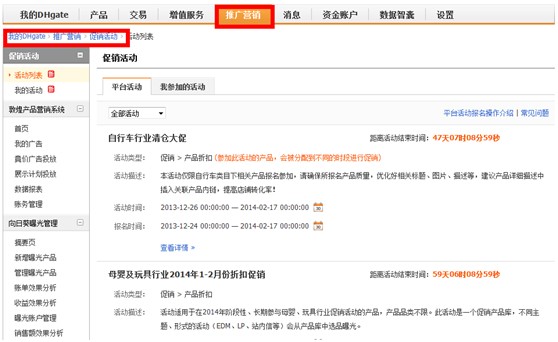 我的DHgate 产品 交易 增值服务 推广营销 消息 资金账户 数据智囊 设置
我的DHgate > 推广营销 > 促销活动 > 活动列表
促销活动
活动列表
我的活动
敦煌产品营销系统
首页
我的广告
竞价广告投放
展示计划投放
数据报表
账务管理
向日葵曝光管理
摘要页
新增曝光产品
管理曝光产品
账单效果分析
收益效果分析
曝光账户管理
销售额效果分析
促销活动
平台活动 我参加的活动
全部活动
平台活动报名操作介绍 | 常见问题
自行车行业清仓大促 距离活动结束时间: 47天07时08分59秒
活动类型: 促销 > 产品折扣 (参加此活动的产品，会被分配到不同的时段进行促销)
活动描述: 本活动仅限自行车类目下相关产品报名参加，请确保所报名产品质量，优化好相关标题、图片、描述等，建议产品详细描述中
插入关联产品内链，提高店铺转化率！
活动时间: 2013-12-26 00:00:00 — 2014-02-17 00:00:00
报名时间: 2013-12-24 00:00:00 — 2014-02-17 00:00:00
查看详情 »
母婴及玩具行业2014年1-2月份折扣促销 距离活动结束时间: 59天06时08分59秒
活动类型: 促销 > 产品折扣
活动描述: 活动适用于在2014年阶段性、长期参与母婴、玩具行业促销活动的产品，产品品类不限。此活动是一个促销产品库，不同主
题、形式的活动（EDM、LP、站内信等）会从产品库中选品曝光。